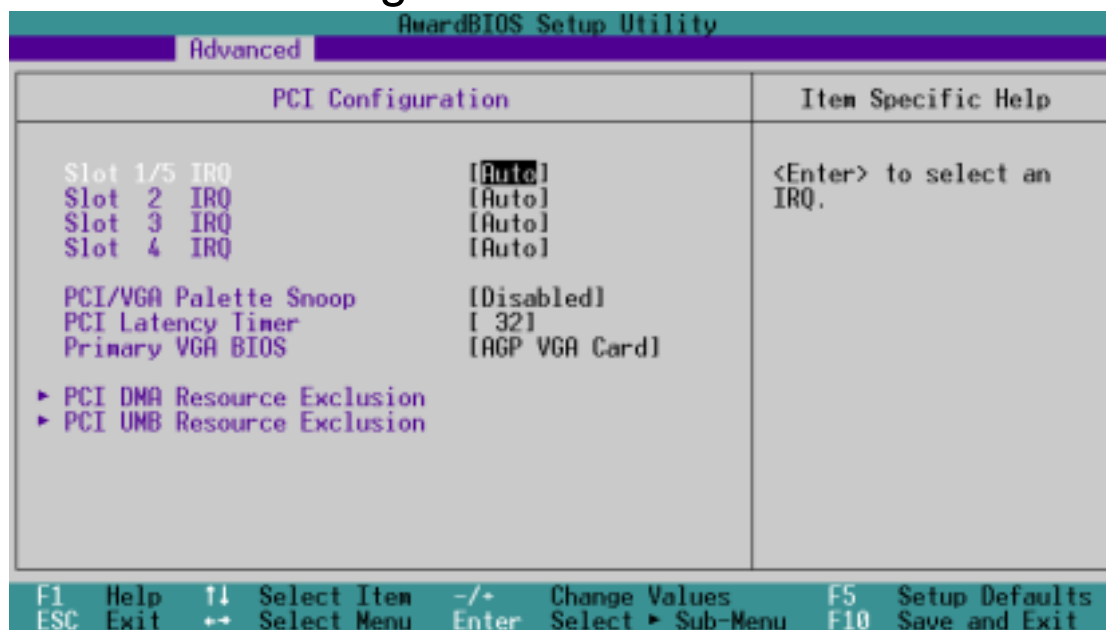 AwardBIOS Setup Utility
Advanced
PCI Configuration
Item Specific Help
Slot 1/5 IRQ [Auto]
Slot 2 IRQ [Auto]
Slot 3 IRQ [Auto]
Slot 4 IRQ [Auto]
PCI/VGA Palette Snoop [Disabled]
PCI Latency Timer [ 32]
Primary VGA BIOS [AGP VGA Card]
► PCI DMA Resource Exclusion
► PCI UMB Resource Exclusion
<Enter> to select an
IRQ.
F1 Help ↑↓ Select Item -/+ Change Values F5 Setup Defaults
ESC Exit ←→ Select Menu Enter Select ► Sub-Menu F10 Save and Exit